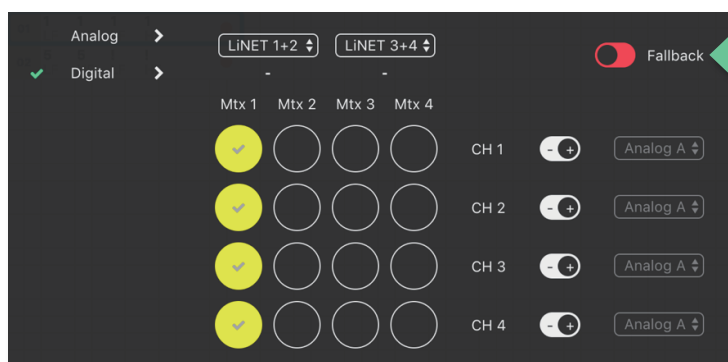 Analog
Digital
LiNET 1+2 LiNET 3+4
- -
Fallback
Mtx 1 Mtx 2 Mtx 3 Mtx 4
CH 1 - + Analog A
CH 2 - + Analog A
CH 3 - + Analog A
CH 4 - + Analog A